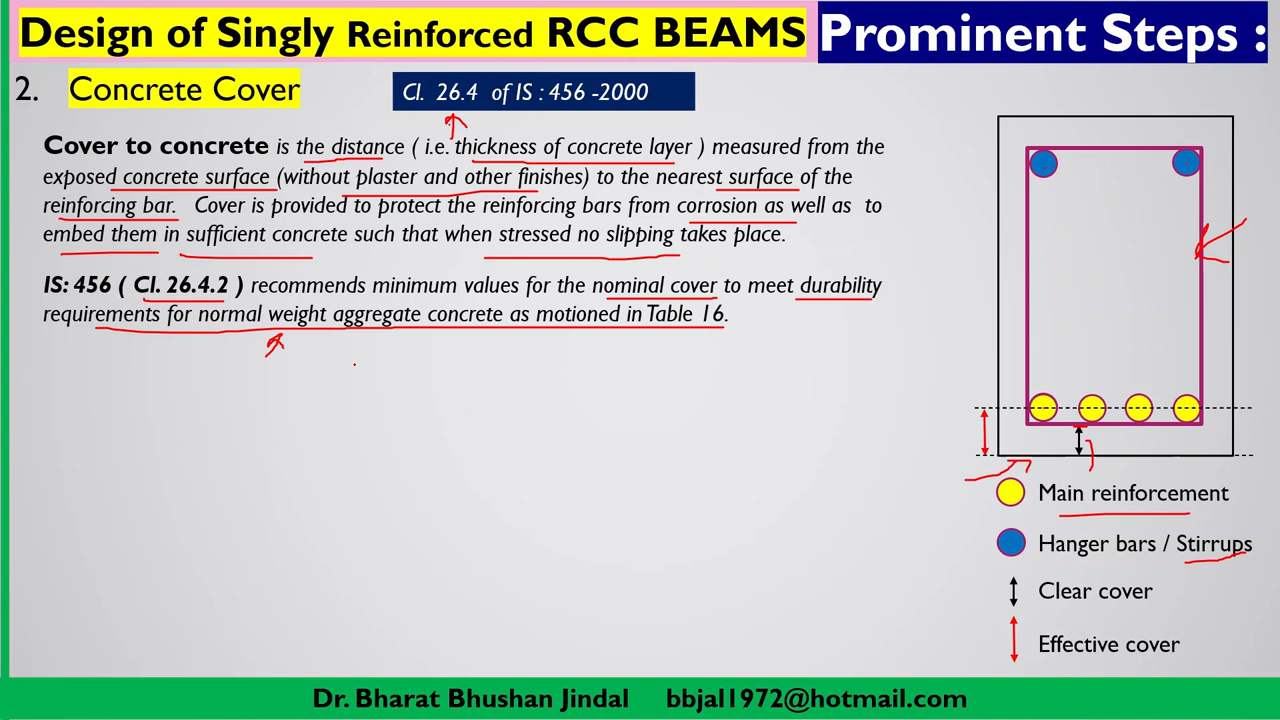 Design of Singly Reinforced RCC BEAMS Prominent Steps :
2. Concrete Cover Cl. 26.4 of IS : 456 -2000
Cover to concrete is the distance ( i.e. thickness of concrete layer ) measured from the
exposed concrete surface (without plaster and other finishes) to the nearest surface of the
reinforcing bar. Cover is provided to protect the reinforcing bars from corrosion as well as to
embed them in sufficient concrete such that when stressed no slipping takes place.
IS: 456 ( Cl. 26.4.2 ) recommends minimum values for the nominal cover to meet durability
requirements for normal weight aggregate concrete as motioned in Table 16.
Main reinforcement
Hanger bars / Stirrups
Clear cover
Effective cover
Dr. Bharat Bhushan Jindal bbjal1972@hotmail.com